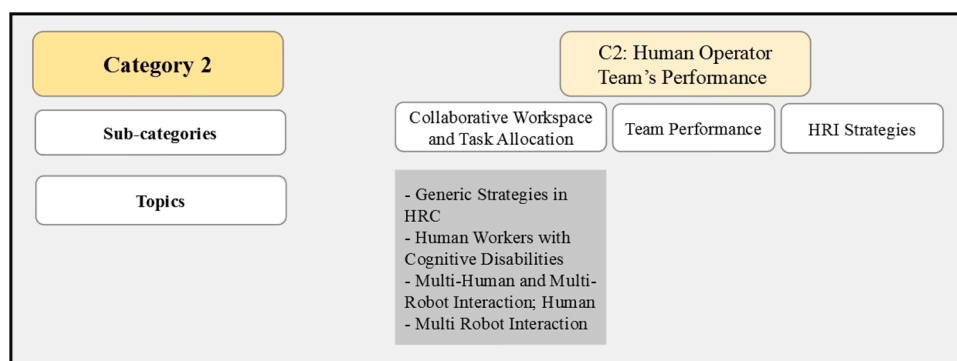 Category 2
C2: Human Operator
Team's Performance
Sub-categories
Collaborative Workspace
and Task Allocation
Team Performance
HRI Strategies
Topics
- Generic Strategies in
HRC
- Human Workers with
Cognitive Disabilities
- Multi-Human and Multi-
Robot Interaction; Human
- Multi Robot Interaction